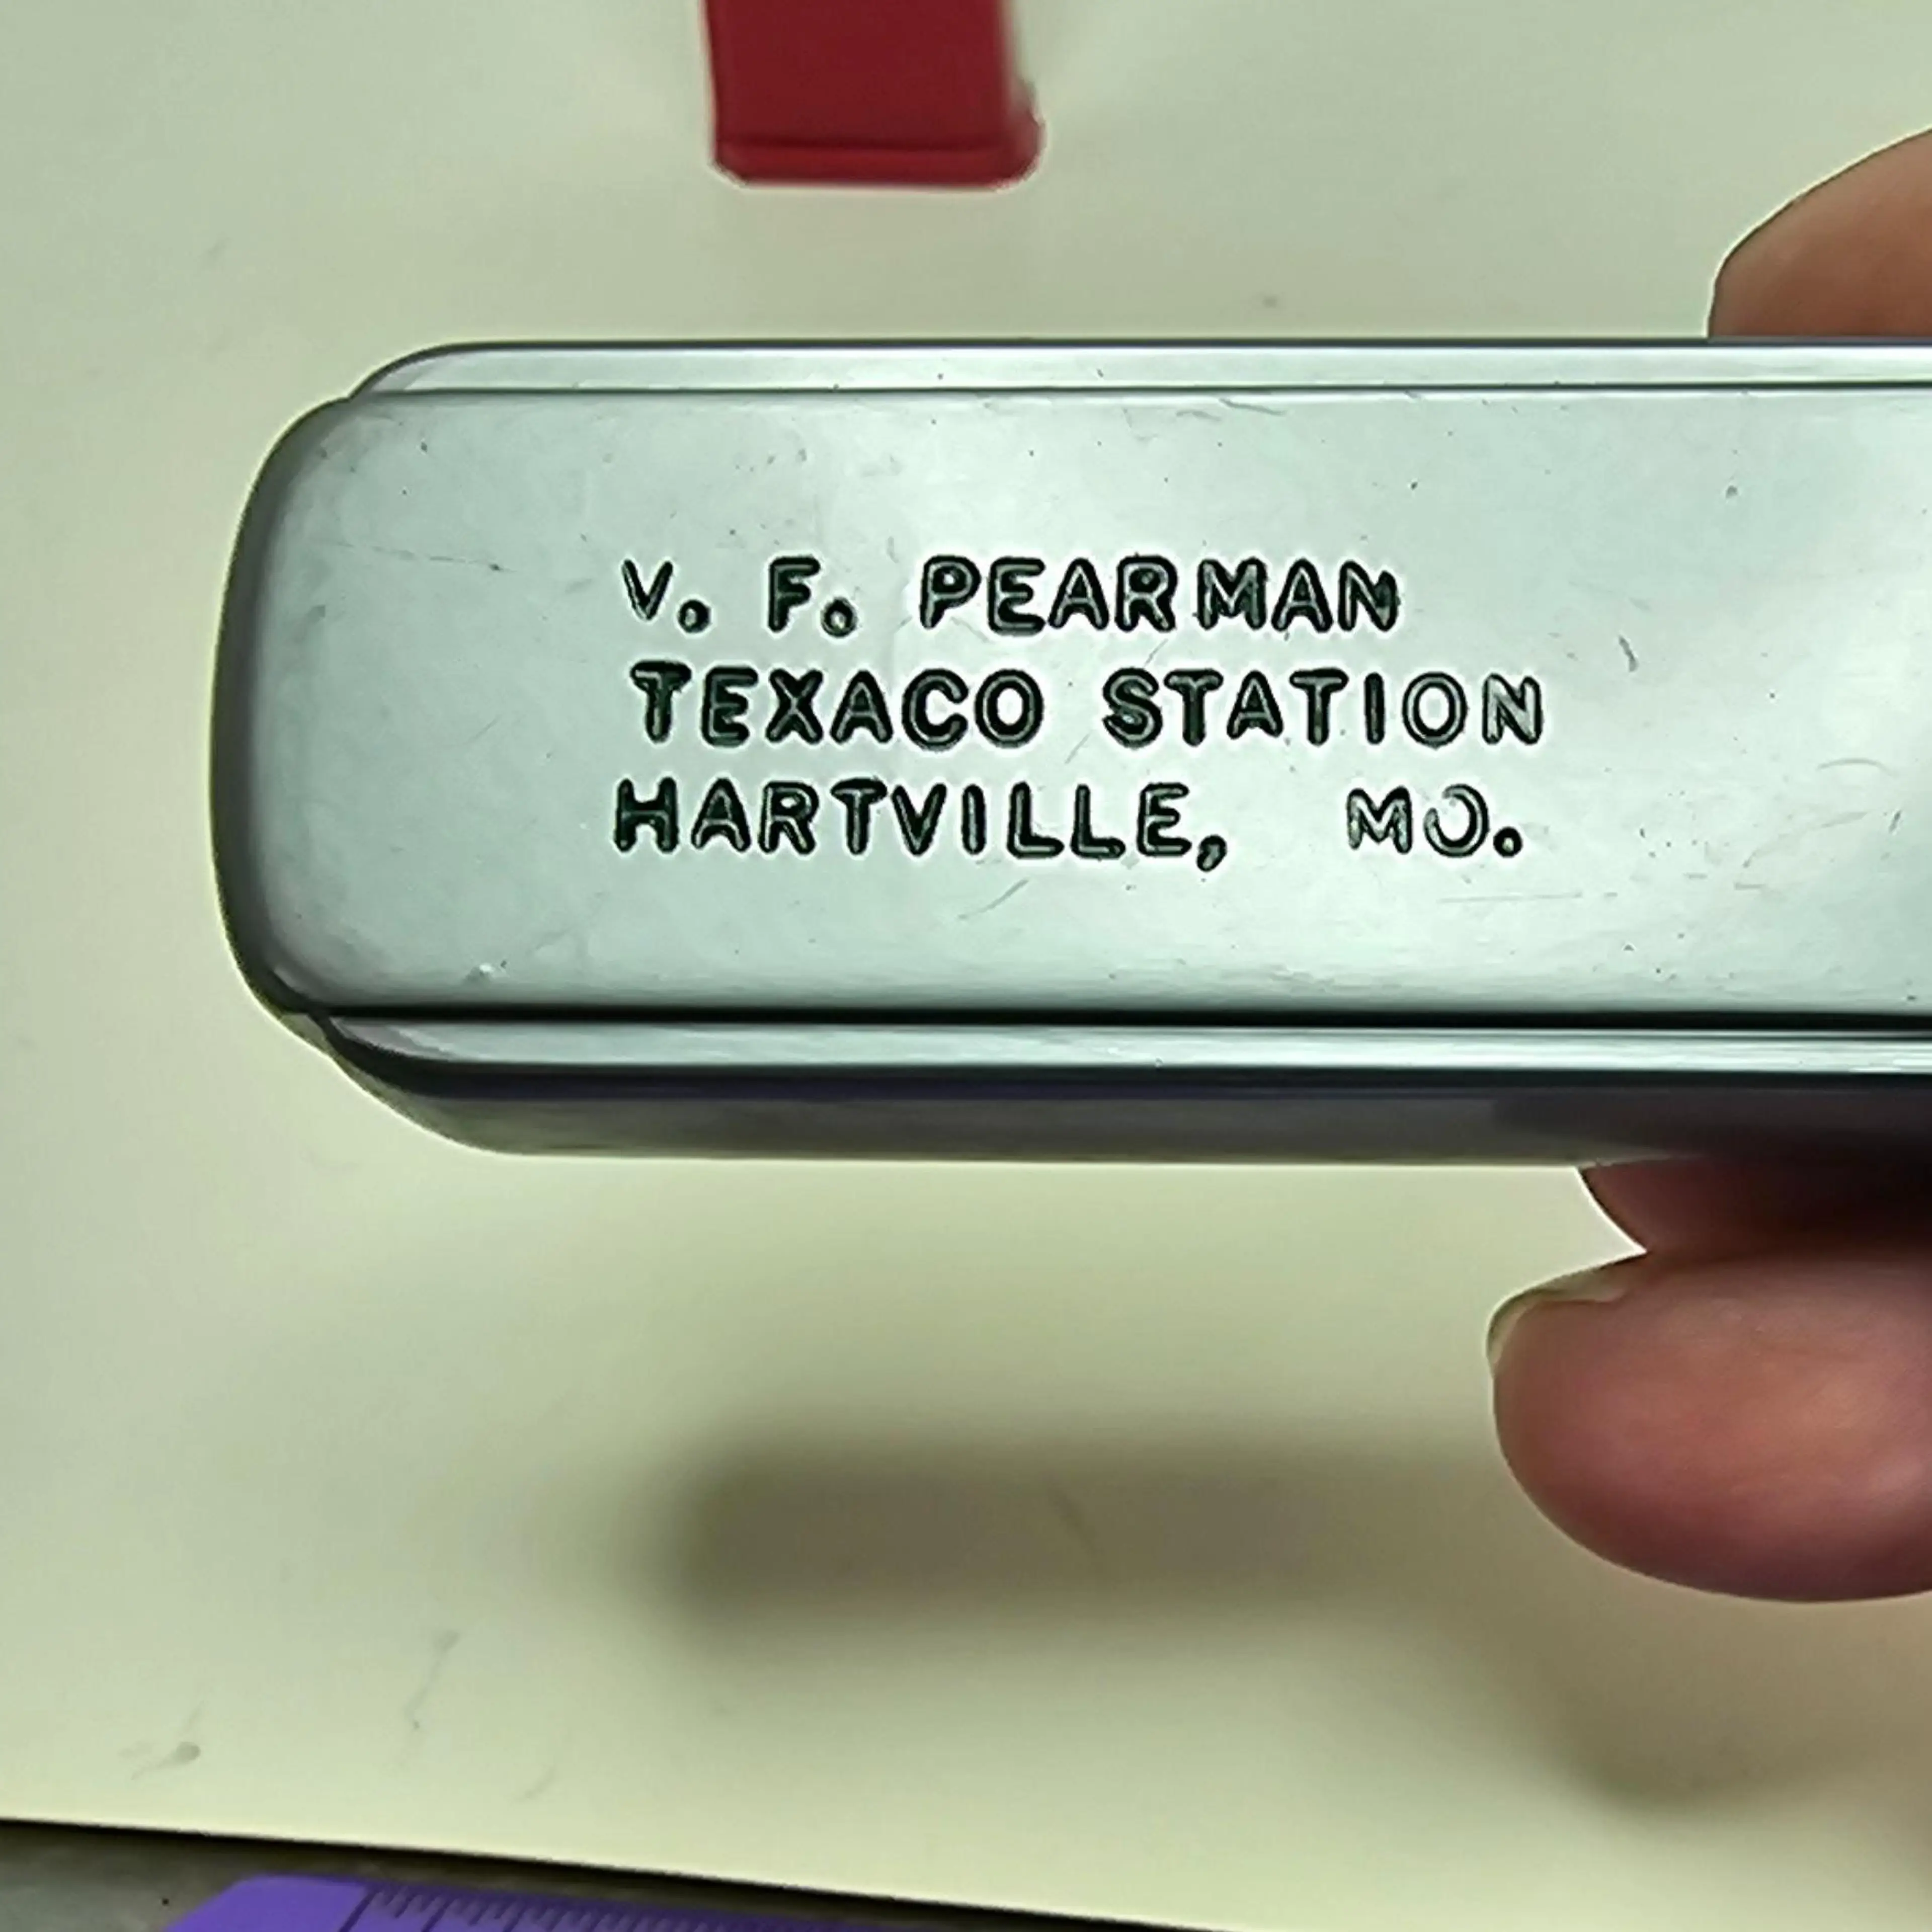 V. F. PEARMAN
TEXACO STATION
HARTVILLE, MO.